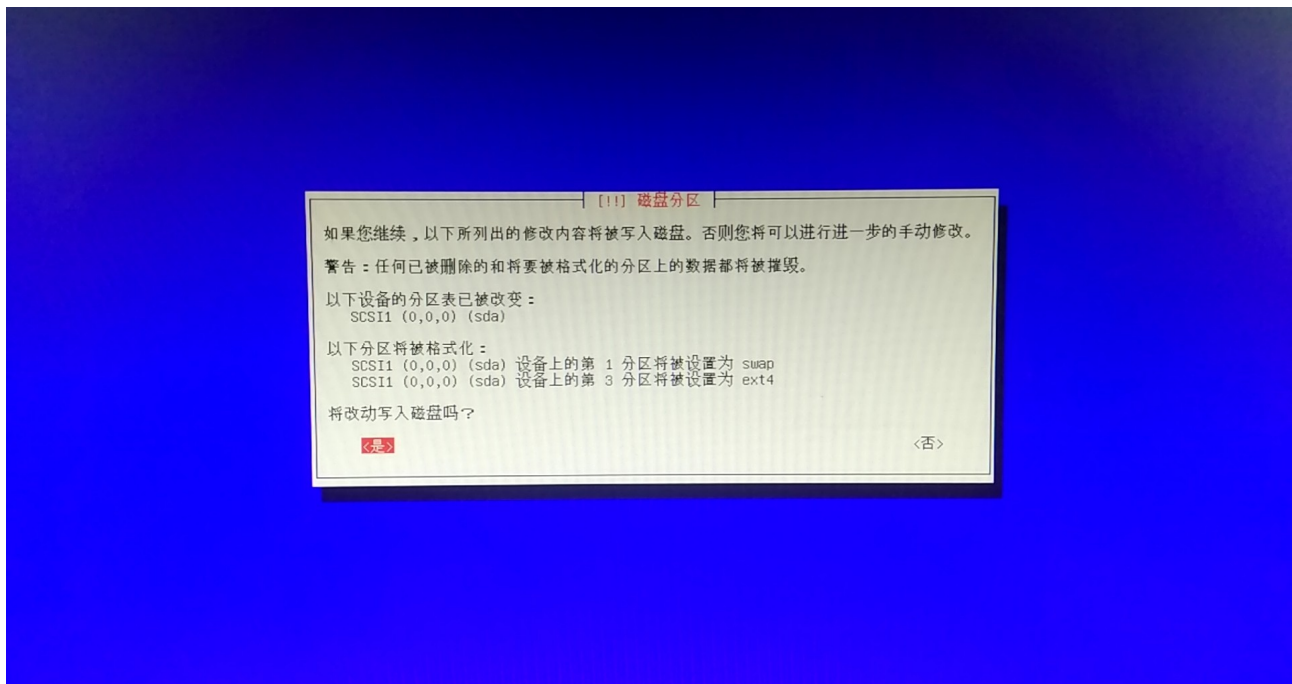 [!!] 磁盘分区
如果您继续，以下所列出的修改内容将被写入磁盘。否则您将可以进行进一步的手动修改。
警告：任何已被删除的和将要被格式化的分区上的数据都将被摧毁。
以下设备的分区表已被改变：
SCSI1 (0,0,0) (sda)
以下分区将被格式化：
SCSI1 (0,0,0) (sda) 设备上的第 1 分区将被设置为 swap
SCSI1 (0,0,0) (sda) 设备上的第 3 分区将被设置为 ext4
将改动写入磁盘吗？
<是> <否>